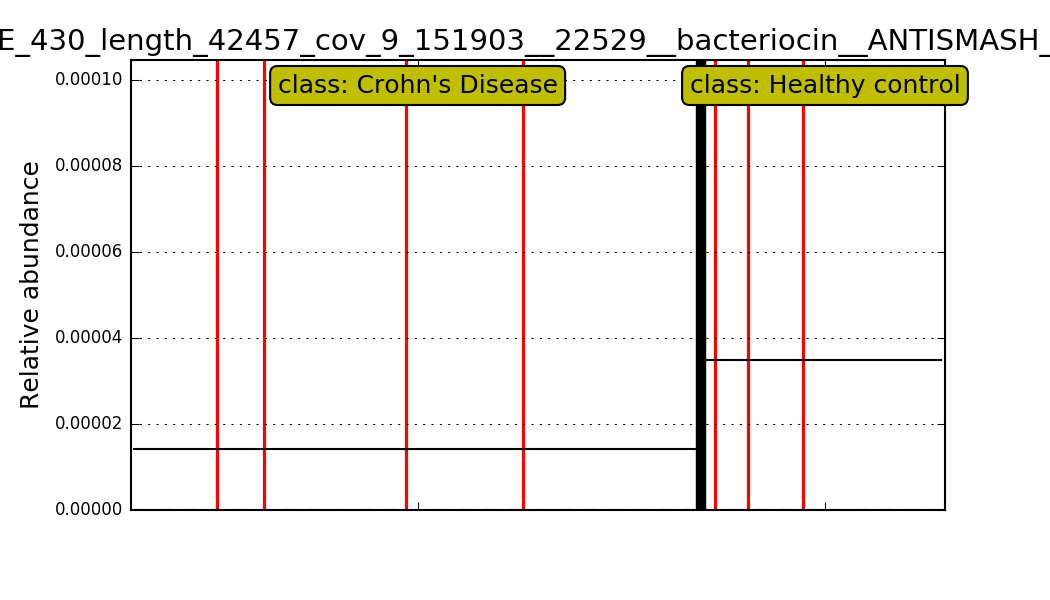 E_430_length_42457_cov_9_151903__22529__bacteriocin__ANTISMASH_
class: Crohn's Disease
class: Healthy control
Relative abundance
0.00010
0.00008
0.00006
0.00004
0.00002
0.00000